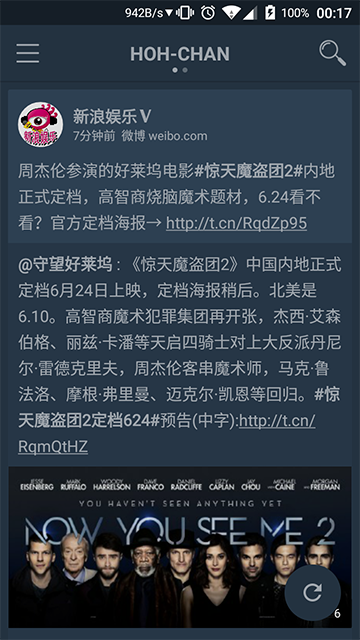 942B/s 100% 00:17
HOH-CHAN
新浪娱乐 V
7分钟前 微博 weibo.com
周杰伦参演的好莱坞电影#惊天魔盗团2#内地
正式定档，高智商烧脑魔术题材，6.24看不
看？官方定档海报→ http://t.cn/RqdZp95
@守望好莱坞：《惊天魔盗团2》中国内地正式
定档6月24日上映，定档海报稍后。北美是
6.10。高智商魔术犯罪集团再开张，杰西·艾森
伯格、丽兹·卡潘等天启四骑士对上大反派丹尼
尔·雷德克里夫，周杰伦客串魔术师，马克·鲁
法洛、摩根·弗里曼、迈克尔·凯恩等回归。#惊
天魔盗团2定档624#预告(中字):http://t.cn/
RqmQtHZ
JESSE EISENBERG MARK RUFFALO WOODY HARRELSON DAVE FRANCO DANIEL RADCLIFFE LIZZY CAPLAN JAY CHOU MICHAEL CAINE MORGAN FREEMAN
YOU HAVEN'T SEEN ANYTHING YET
NOW YOU SEE ME 2
6